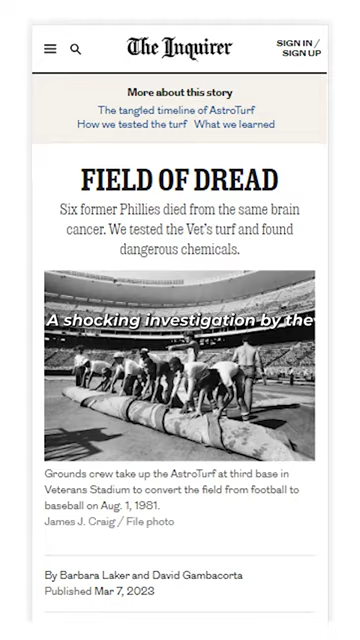 The Inquirer
SIGN IN /
SIGN UP
More about this story
The tangled timeline of AstroTurf
How we tested the turf What we learned
FIELD OF DREAD
Six former Phillies died from the same brain
cancer. We tested the Vet's turf and found
dangerous chemicals.
A shocking investigation by the
Grounds crew take up the AstroTurf at third base in
Veterans Stadium to convert the field from football to
baseball on Aug. 1, 1981.
James J. Craig / File photo
By Barbara Laker and David Gambacorta
Published Mar 7, 2023